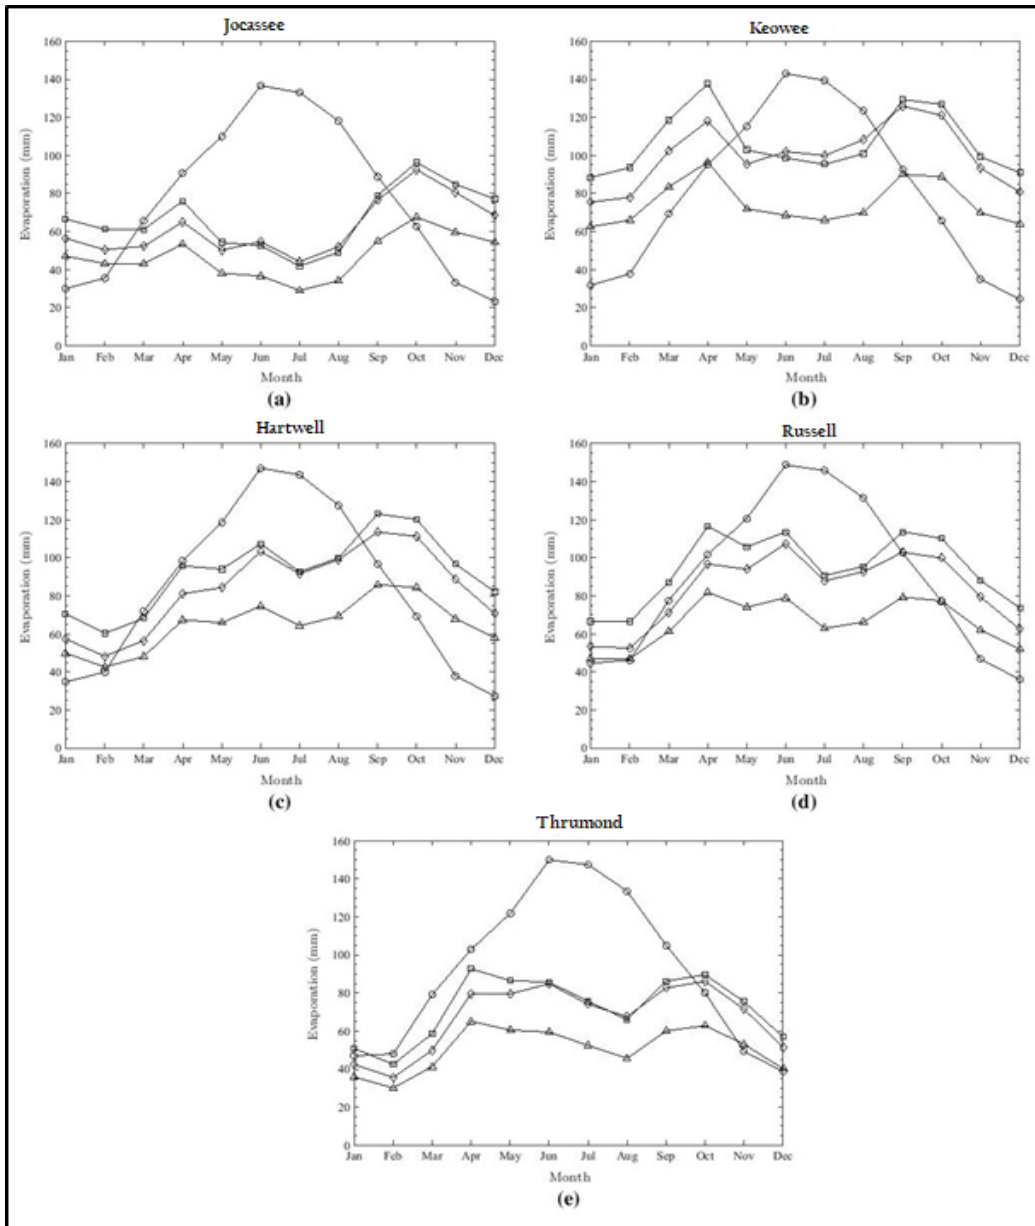 Jocassee
160
140
120
100
80
60
40
20
0
Evaporation (mm)
Jan Feb Mar Apr May Jun Jul Aug Sep Oct Nov Dec
Month
(a)
Keowee
160
140
120
100
80
60
40
20
0
Evaporation (mm)
Jan Feb Mar Apr May Jun Jul Aug Sep Oct Nov Dec
Month
(b)
Hartwell
160
140
120
100
80
60
40
20
0
Evaporation (mm)
Jan Feb Mar Apr May Jun Jul Aug Sep Oct Nov Dec
Month
(c)
Russell
160
140
120
100
80
60
40
20
0
Evaporation (mm)
Jan Feb Mar Apr May Jun Jul Aug Sep Oct Nov Dec
Month
(d)
Thrumond
160
140
120
100
80
60
40
20
0
Evaporation (mm)
Jan Feb Mar Apr May Jun Jul Aug Sep Oct Nov Dec
Month
(e)